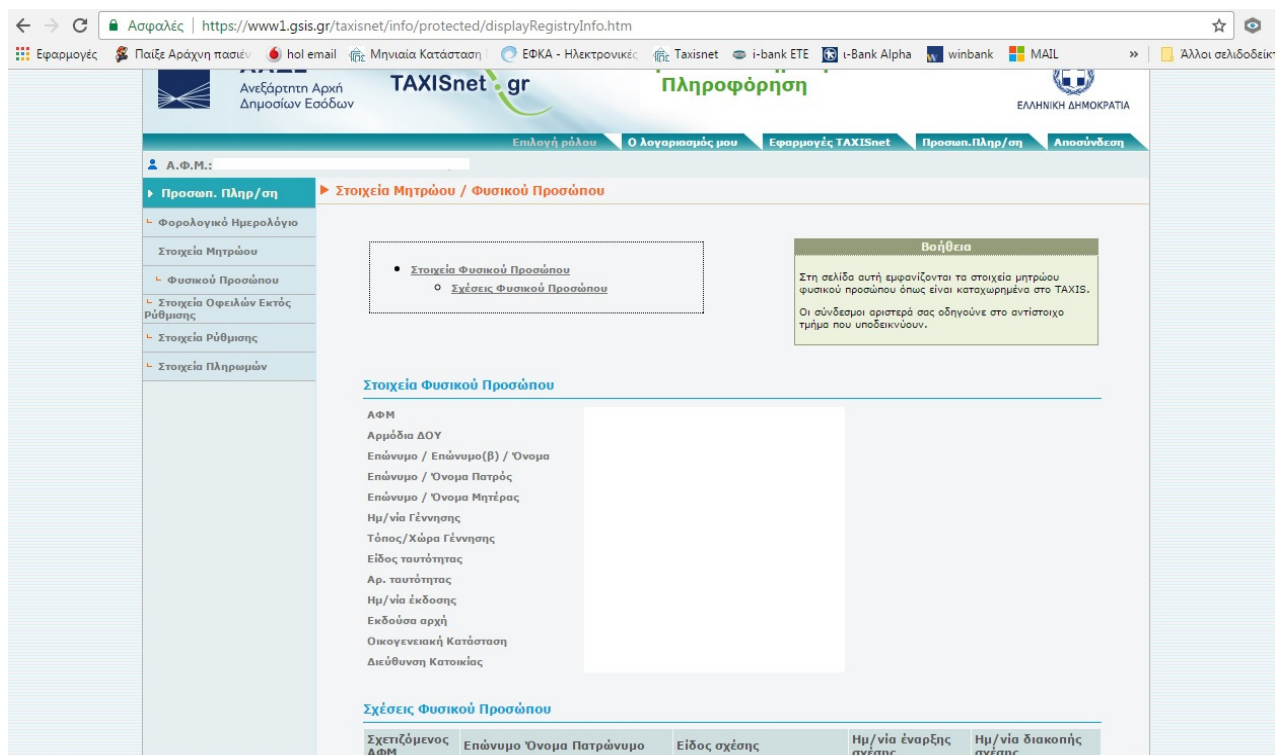 Ασφαλές | https://www1.gsis.gr/taxisnet/info/protected/displayRegistryInfo.htm
Εφαρμογές Παίξε Αράχνη πασιέν hol email Μηνιαία Κατάσταση ΕΦΚΑ - Ηλεκτρονικές Taxisnet i-bank ETE ι-Bank Alpha winbank MAIL » Άλλοι σελιδοδείκτ
Ανεξάρτητη Αρχή
Δημοσίων Εσόδων
TAXISnet gr
Πληροφόρηση
ΕΛΛΗΝΙΚΗ ΔΗΜΟΚΡΑΤΙΑ
Επιλογή ρόλου Ο λογαριασμός μου Εφαρμογές TAXISnet Προσωπ.Πληρ/ση Αποσύνδεση
Α.Φ.Μ.:
Προσωπ. Πληρ/ση
Στοιχεία Μητρώου / Φυσικού Προσώπου
Φορολογικό Ημερολόγιο
Στοιχεία Μητρώου
Φυσικού Προσώπου
Στοιχεία Οφειλών Εκτός
Ρύθμισης
Στοιχεία Ρύθμισης
Στοιχεία Πληρωμών
Στοιχεία Φυσικού Προσώπου
Σχέσεις Φυσικού Προσώπου
Βοήθεια
Στη σελίδα αυτή εμφανίζονται τα στοιχεία μητρώου
φυσικού προσώπου όπως είναι καταχωρημένα στο TAXIS.
Οι σύνδεσμοι αριστερά σας οδηγούνε στο αντίστοιχο
τμήμα που υποδεικνύουν.
Στοιχεία Φυσικού Προσώπου
ΑΦΜ
Αρμόδια ΔΟΥ
Επώνυμο / Επώνυμο(β) / Όνομα
Επώνυμο / Όνομα Πατρός
Επώνυμο / Όνομα Μητέρας
Ημ/νία Γέννησης
Τόπος/Χώρα Γέννησης
Είδος ταυτότητας
Αρ. ταυτότητας
Ημ/νία έκδοσης
Εκδούσα αρχή
Οικογενειακή Κατάσταση
Διεύθυνση Κατοικίας
Σχέσεις Φυσικού Προσώπου
Σχετιζόμενος ΑΦΜ Επώνυμο Όνομα Πατρώνυμο Είδος σχέσης Ημ/νία έναρξης σχέσης Ημ/νία διακοπής σχέσης